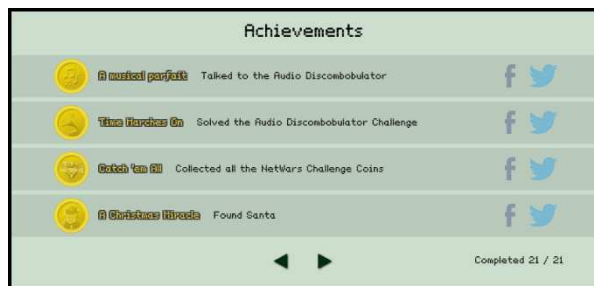 Achievements
A musical parfait Talked to the Audio Discombobulator
Time Marches On Solved the Audio Discombobulator Challenge
Catch 'em All Collected all the NetWars Challenge Coins
A Christmas Miracle Found Santa
Completed 21 / 21